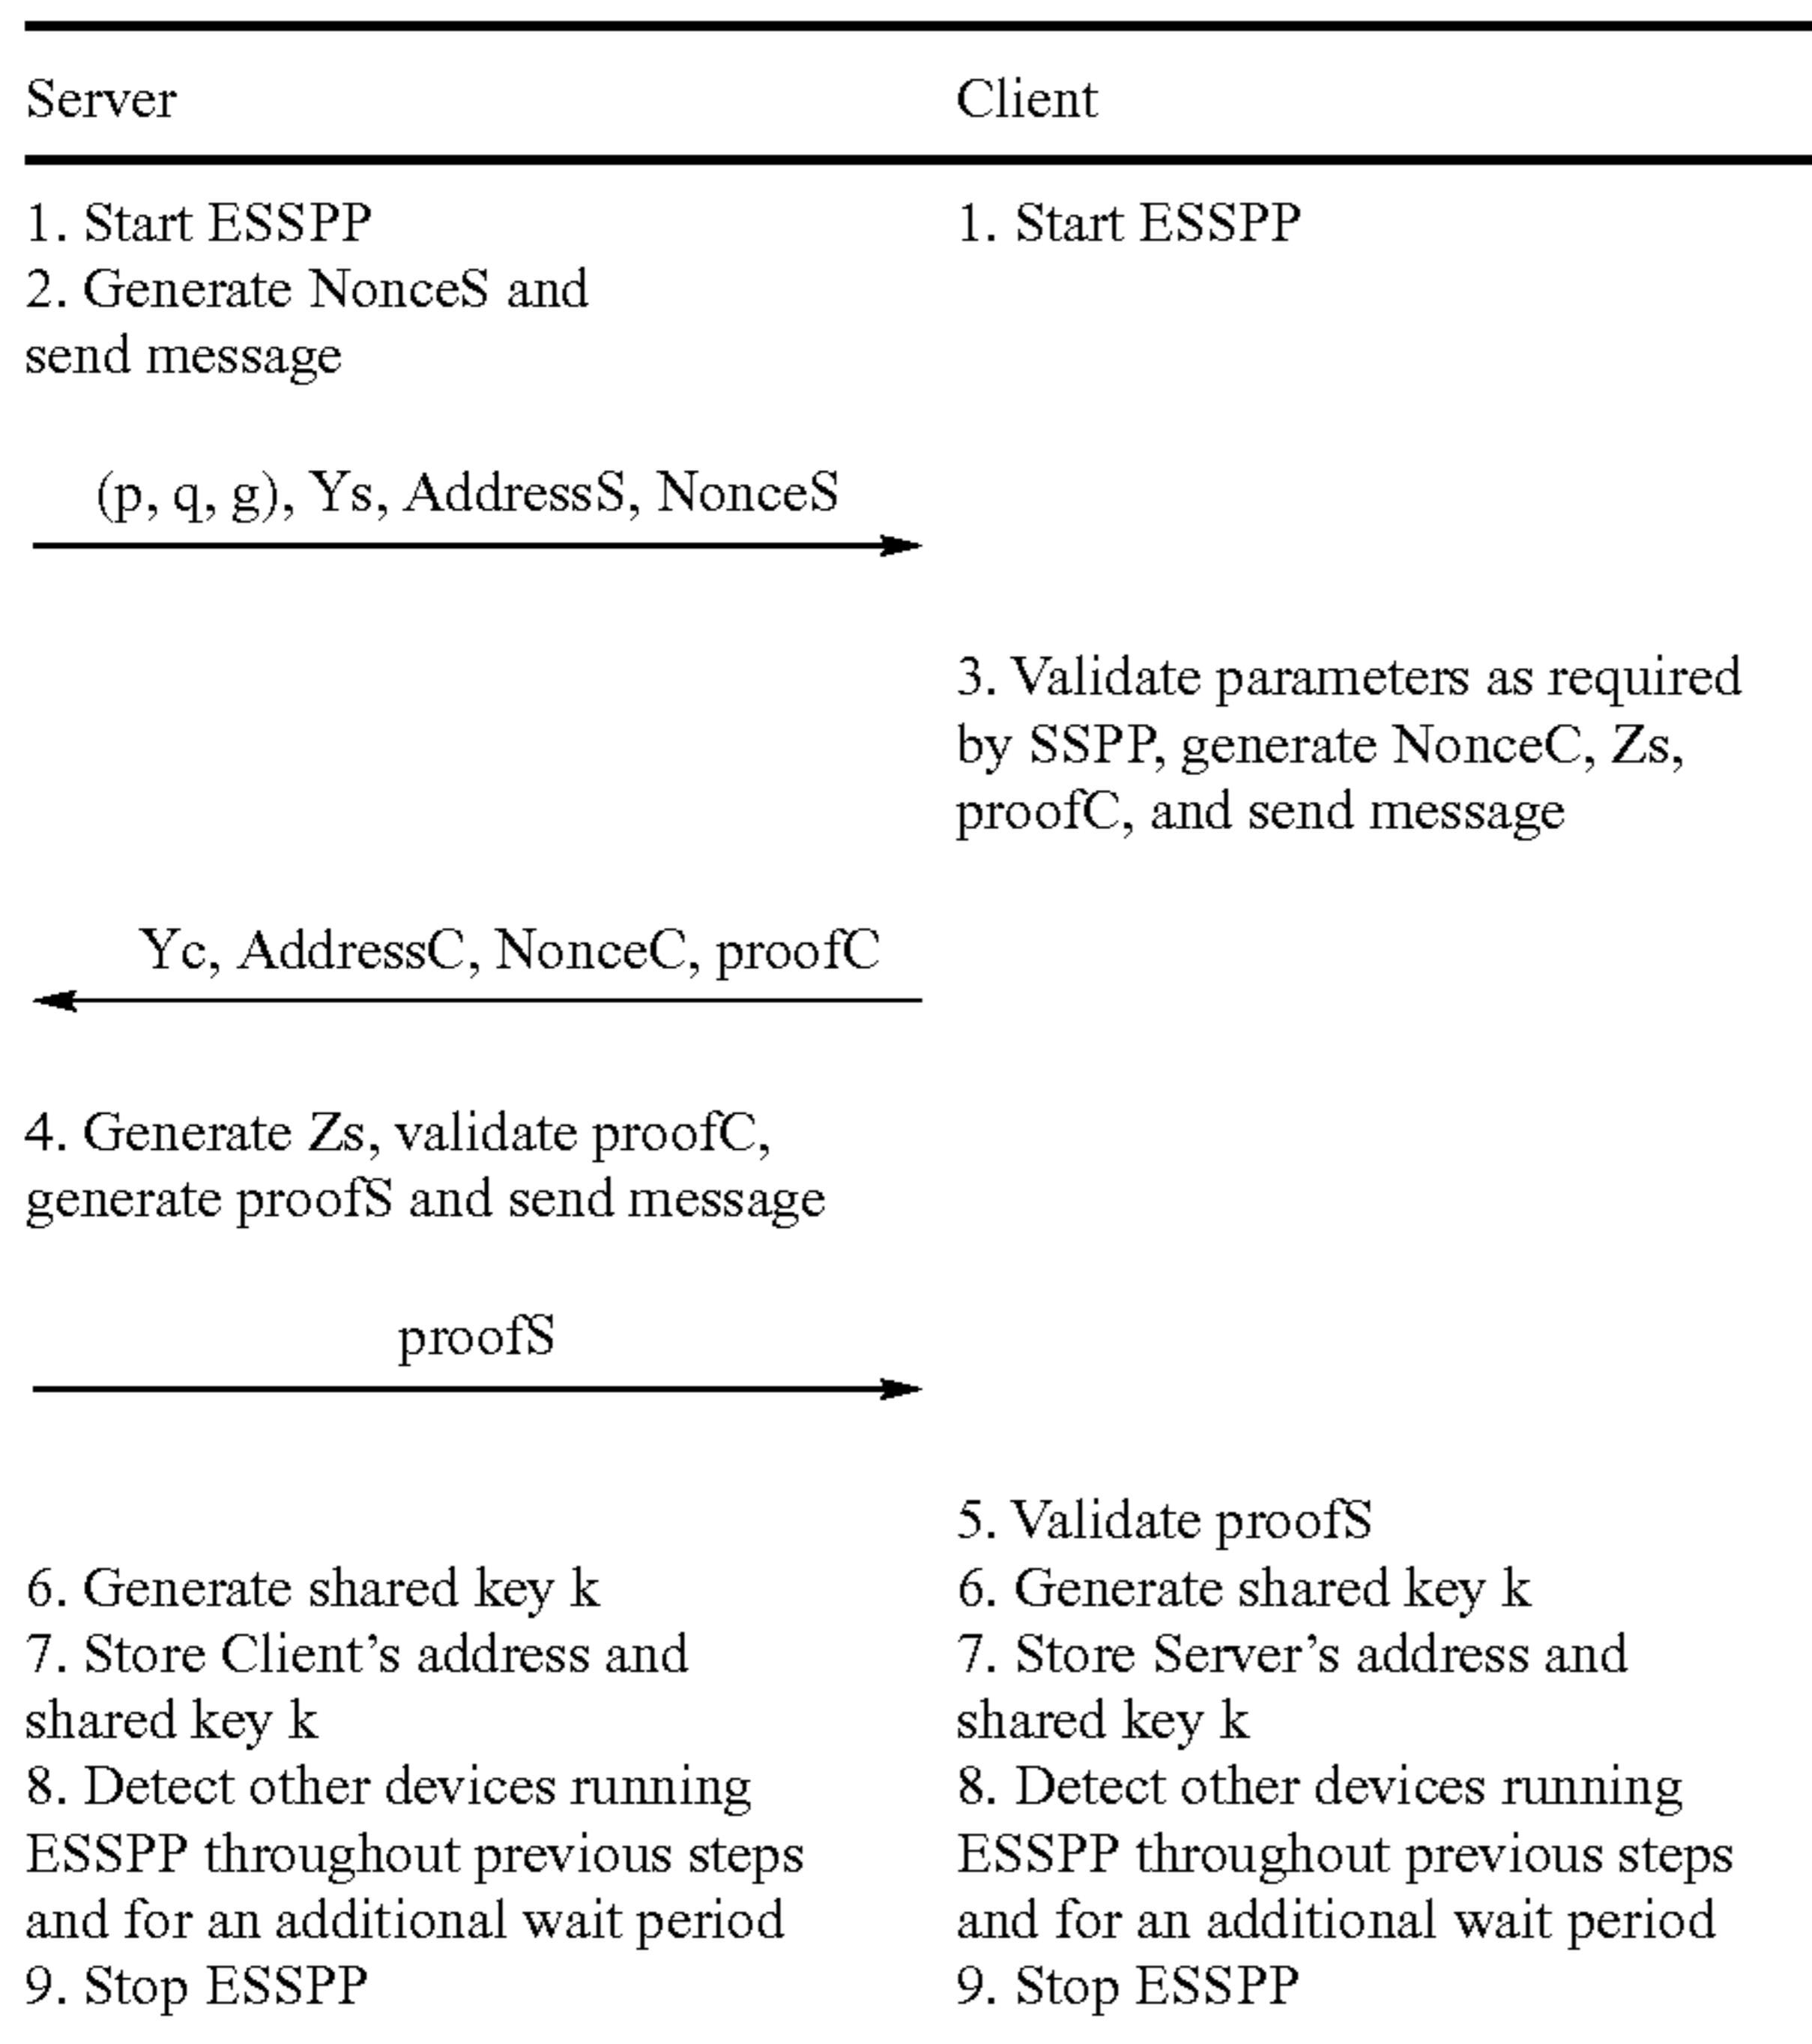 Server Client
1. Start ESSPP 1. Start ESSPP
2. Generate NonceS and
send message
(p, q, g), Ys, AddressS, NonceS
3. Validate parameters as required
by SSPP, generate NonceC, Zs,
proofC, and send message
Yc, AddressC, NonceC, proofC
4. Generate Zs, validate proofC,
generate proofS and send message
proofS
5. Validate proofS
6. Generate shared key k 6. Generate shared key k
7. Store Client’s address and 7. Store Server’s address and
shared key k shared key k
8. Detect other devices running 8. Detect other devices running
ESSPP throughout previous steps ESSPP throughout previous steps
and for an additional wait period and for an additional wait period
9. Stop ESSPP 9. Stop ESSPP